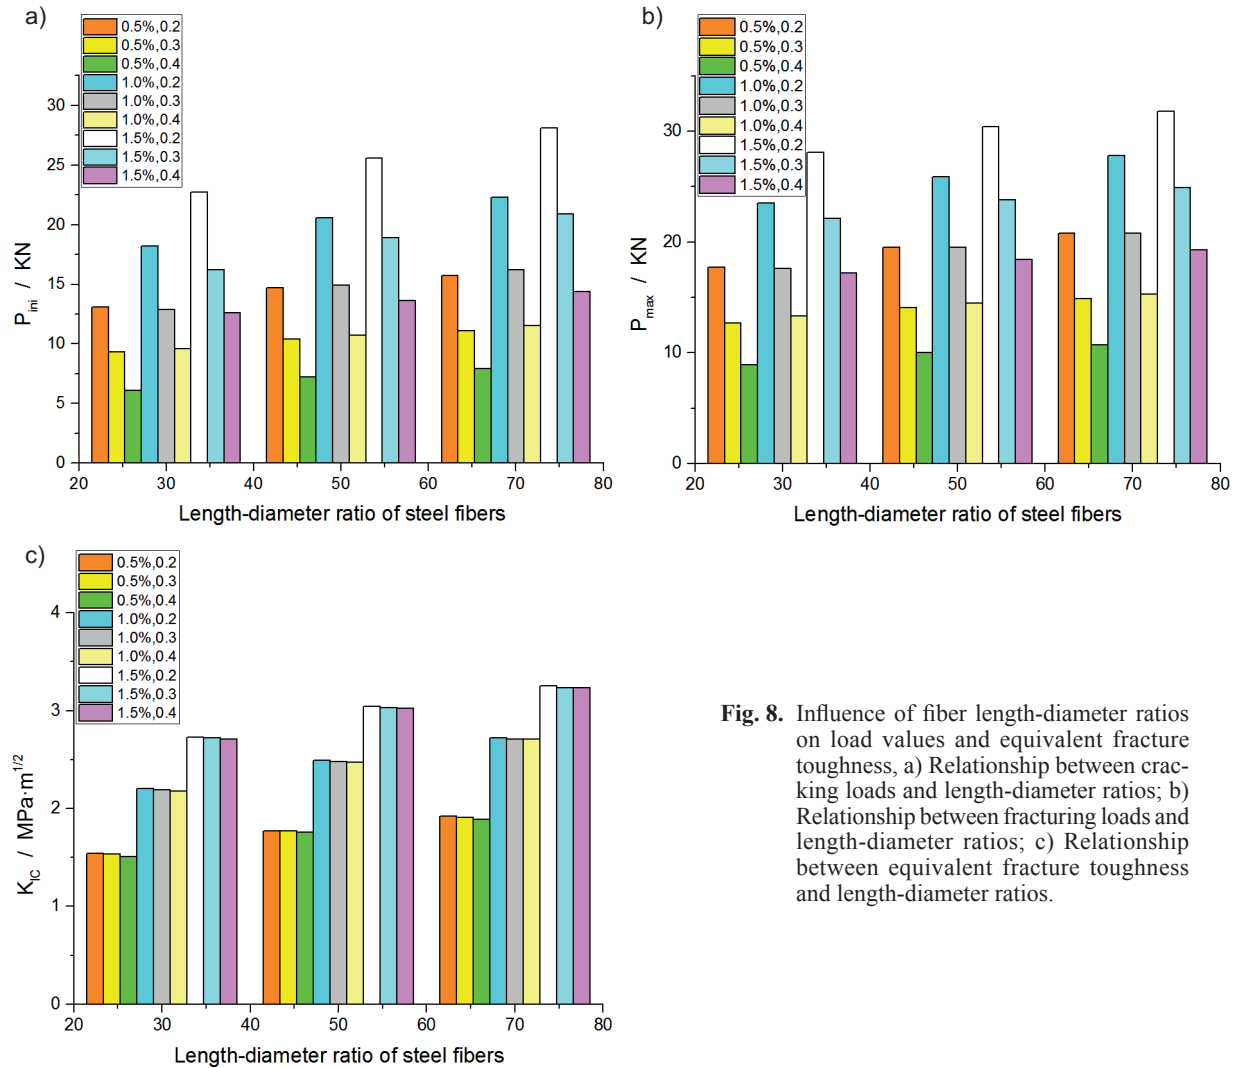 a)
0.5%,0.2
0.5%,0.3
0.5%,0.4
1.0%,0.2
1.0%,0.3
1.0%,0.4
1.5%,0.2
1.5%,0.3
1.5%,0.4
30
25
20
15
10
5
0
P_ini / KN
20 30 40 50 60 70 80
Length-diameter ratio of steel fibers
b)
0.5%,0.2
0.5%,0.3
0.5%,0.4
1.0%,0.2
1.0%,0.3
1.0%,0.4
1.5%,0.2
1.5%,0.3
1.5%,0.4
30
20
10
0
P_max / KN
20 30 40 50 60 70 80
Length-diameter ratio of steel fibers
c)
0.5%,0.2
0.5%,0.3
0.5%,0.4
1.0%,0.2
1.0%,0.3
1.0%,0.4
1.5%,0.2
1.5%,0.3
1.5%,0.4
4
3
2
1
0
K_IC / MPa·m^1/2
20 30 40 50 60 70 80
Length-diameter ratio of steel fibers
Fig. 8. Influence of fiber length-diameter ratios
on load values and equivalent fracture
toughness, a) Relationship between crac-
king loads and length-diameter ratios; b)
Relationship between fracturing loads and
length-diameter ratios; c) Relationship
between equivalent fracture toughness
and length-diameter ratios.